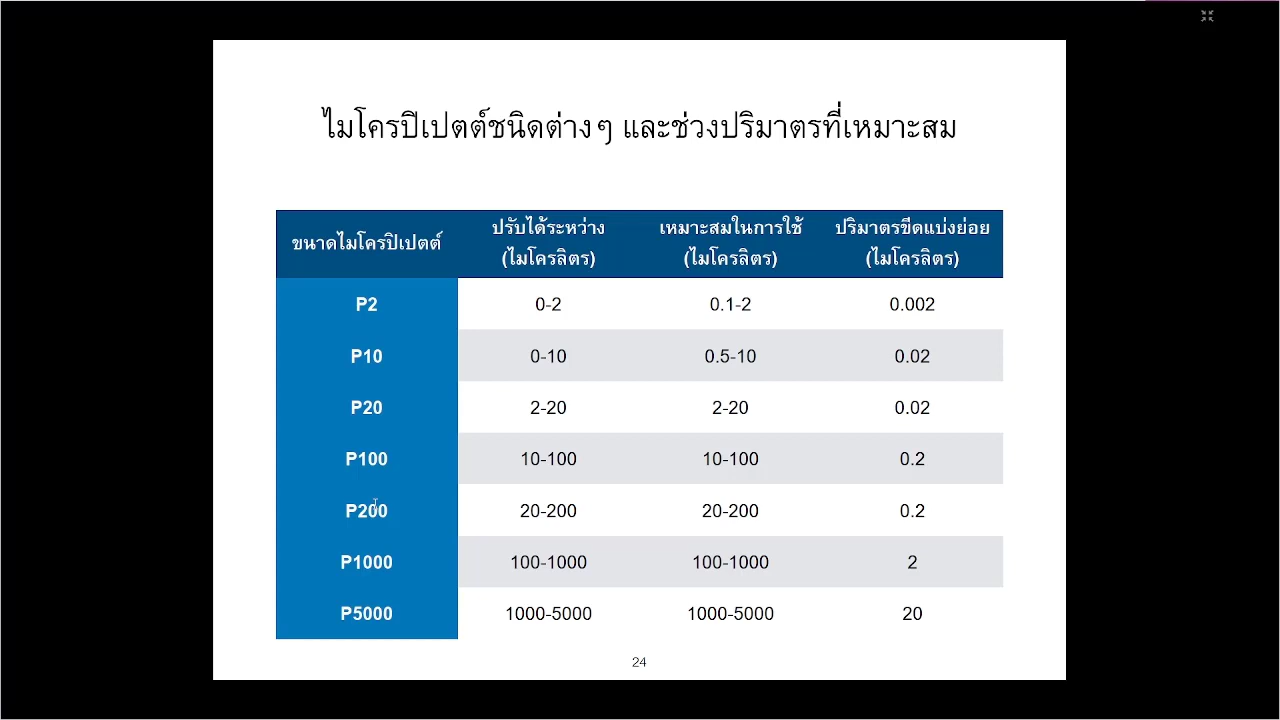 ไมโครปิเปตต์ชนิดต่างๆ และช่วงปริมาตรที่เหมาะสม
ขนาดไมโครปิเปตต์ ปรับได้ระหว่าง (ไมโครลิตร) เหมาะสมในการใช้ (ไมโครลิตร) ปริมาตรขีดแบ่งย่อย (ไมโครลิตร)
P2 0-2 0.1-2 0.002
P10 0-10 0.5-10 0.02
P20 2-20 2-20 0.02
P100 10-100 10-100 0.2
P200 20-200 20-200 0.2
P1000 100-1000 100-1000 2
P5000 1000-5000 1000-5000 20
24